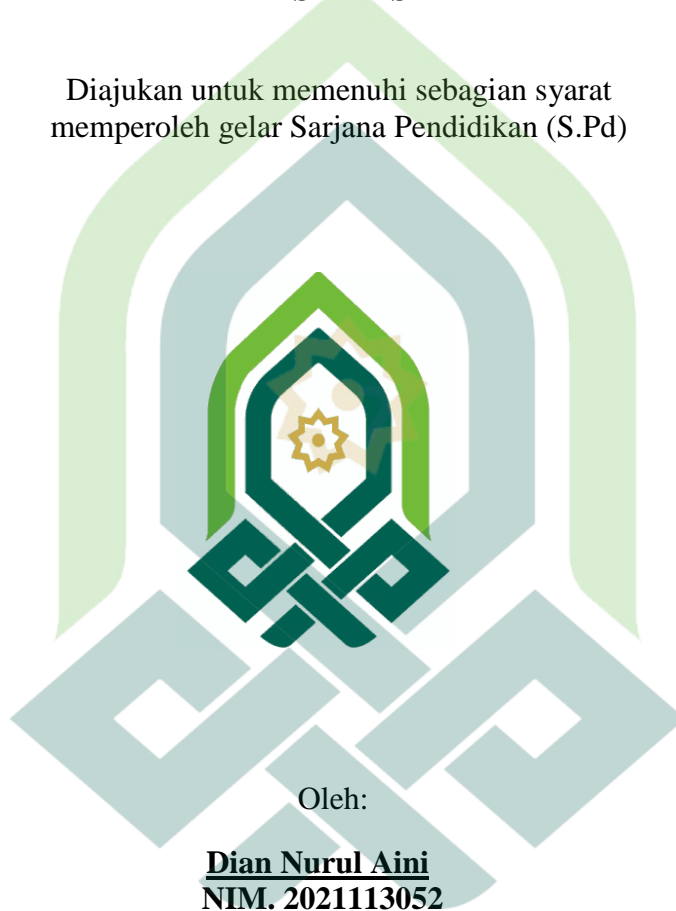 Diajukan untuk memenuhi sebagian syarat
memperoleh gelar Sarjana Pendidikan (S.Pd)
Oleh:
Dian Nurul Aini
NIM. 2021113052